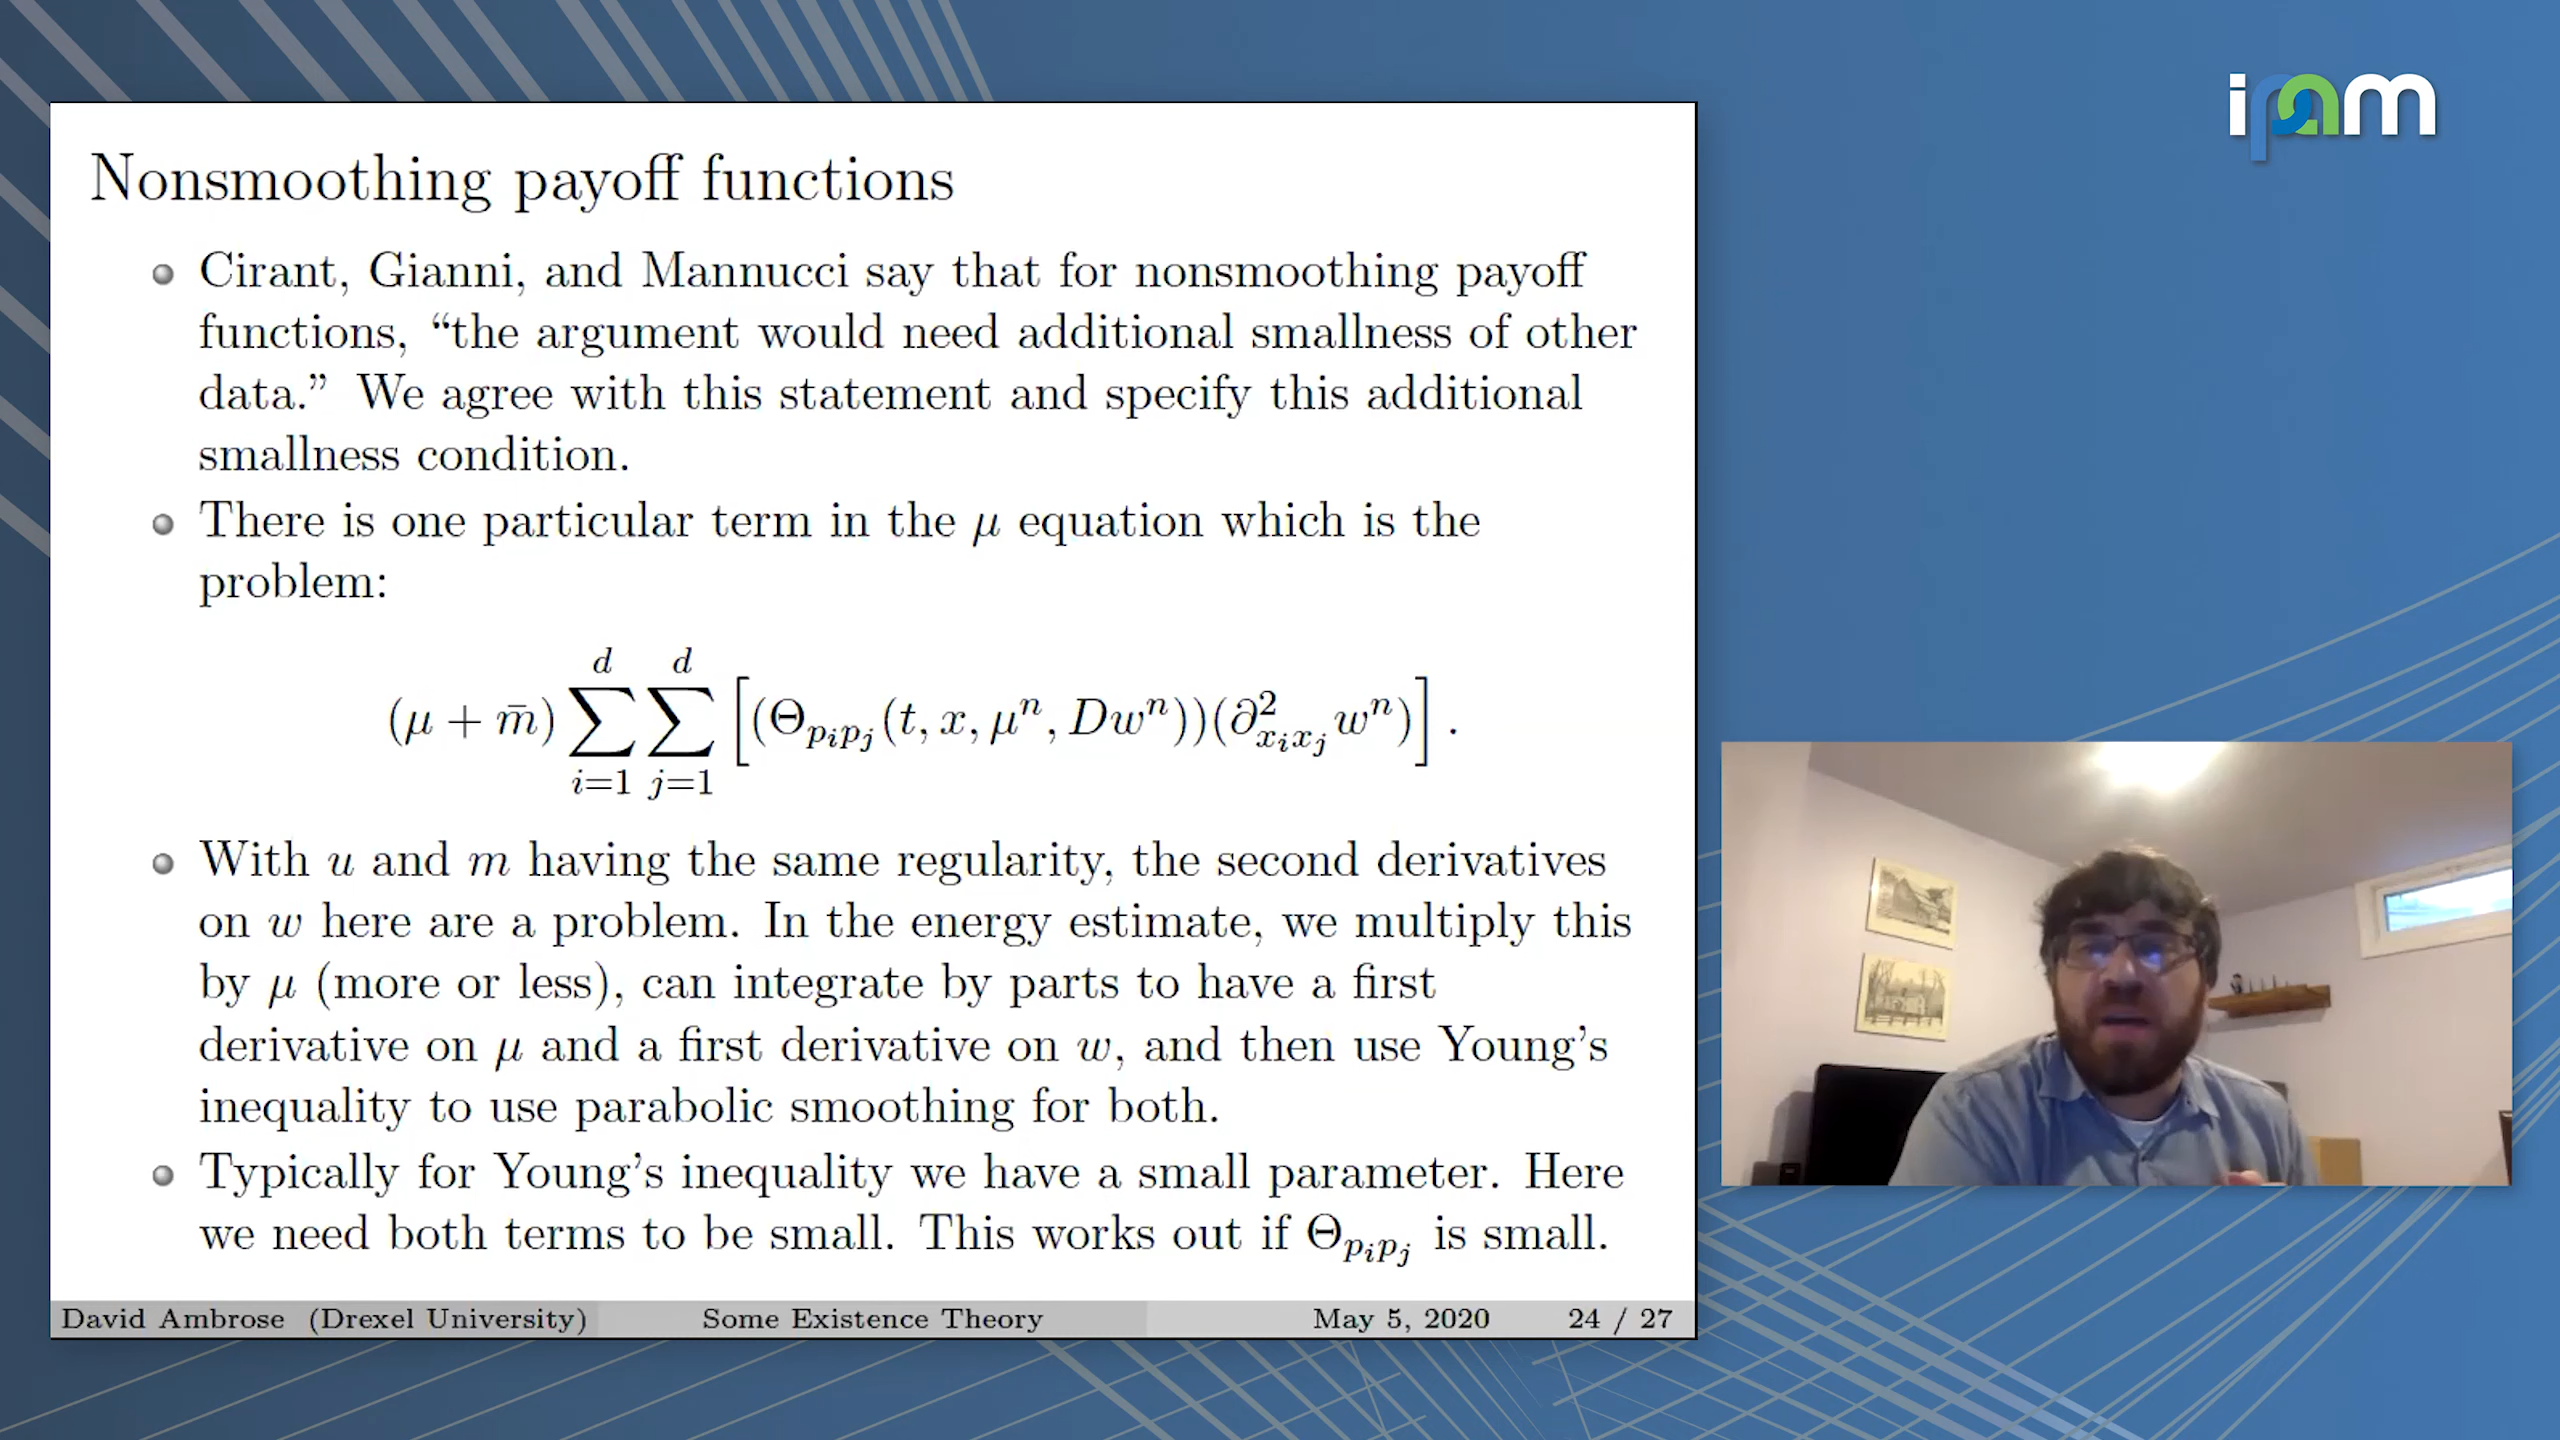 ipam
Nonsmoothing payoff functions
Cirant, Gianni, and Mannucci say that for nonsmoothing payoff
functions, “the argument would need additional smallness of other
data.” We agree with this statement and specify this additional
smallness condition.
There is one particular term in the μ equation which is the
problem:
(μ + m̄) ∑_{i=1}^{d} ∑_{j=1}^{d} [(Θ_{p_i p_j}(t, x, μ^n, Dw^n))(∂²_{x_i x_j} w^n)].
With u and m having the same regularity, the second derivatives
on w here are a problem. In the energy estimate, we multiply this
by μ (more or less), can integrate by parts to have a first
derivative on μ and a first derivative on w, and then use Young’s
inequality to use parabolic smoothing for both.
Typically for Young’s inequality we have a small parameter. Here
we need both terms to be small. This works out if Θ_{p_i p_j} is small.
David Ambrose (Drexel University) Some Existence Theory May 5, 2020 24 / 27